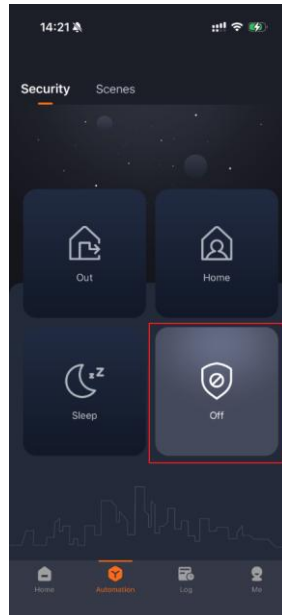 14:21
Security Scenes
Out Home
z z
Sleep Off
Home Automation Log Me